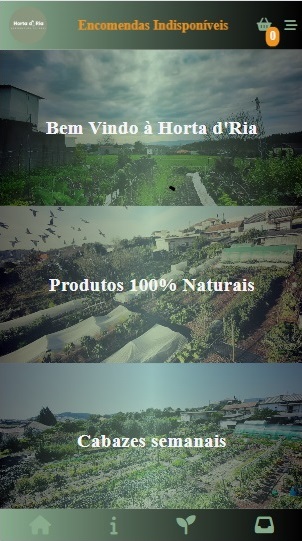 Horta d' Ria
Encomendas Indisponíveis
0
Bem Vindo à Horta d'Ria
Produtos 100% Naturais
Cabazes semanais